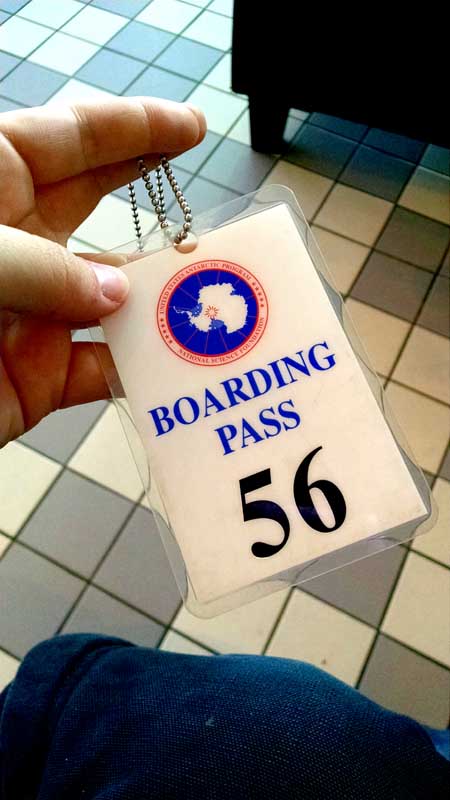 UNITED STATES ANTARCTIC PROGRAM
NATIONAL SCIENCE FOUNDATION
BOARDING
PASS
56